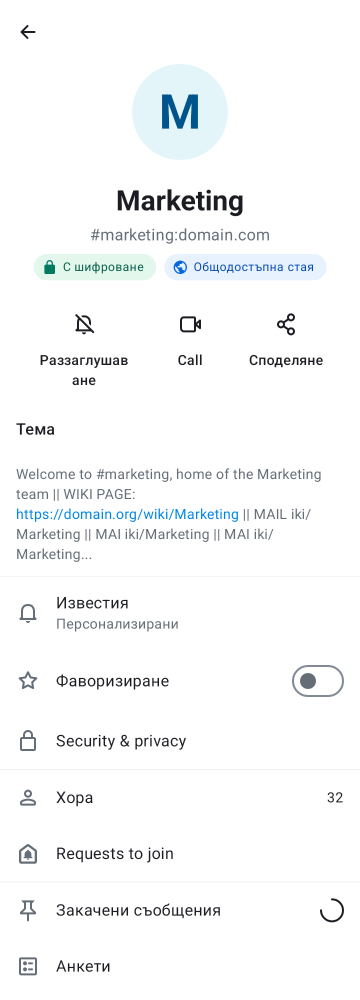 M
Marketing
#marketing:domain.com
С шифроване
Общодостъпна стая
Раззаглушав
ане
Call
Споделяне
Тема
Welcome to #marketing, home of the Marketing
team || WIKI PAGE:
https://domain.org/wiki/Marketing || MAIL iki/
Marketing || MAI iki/Marketing || MAI iki/
Marketing...
Известия
Персонализирани
Фаворизиране
Security & privacy
Хора
32
Requests to join
Закачени съобщения
Анкети